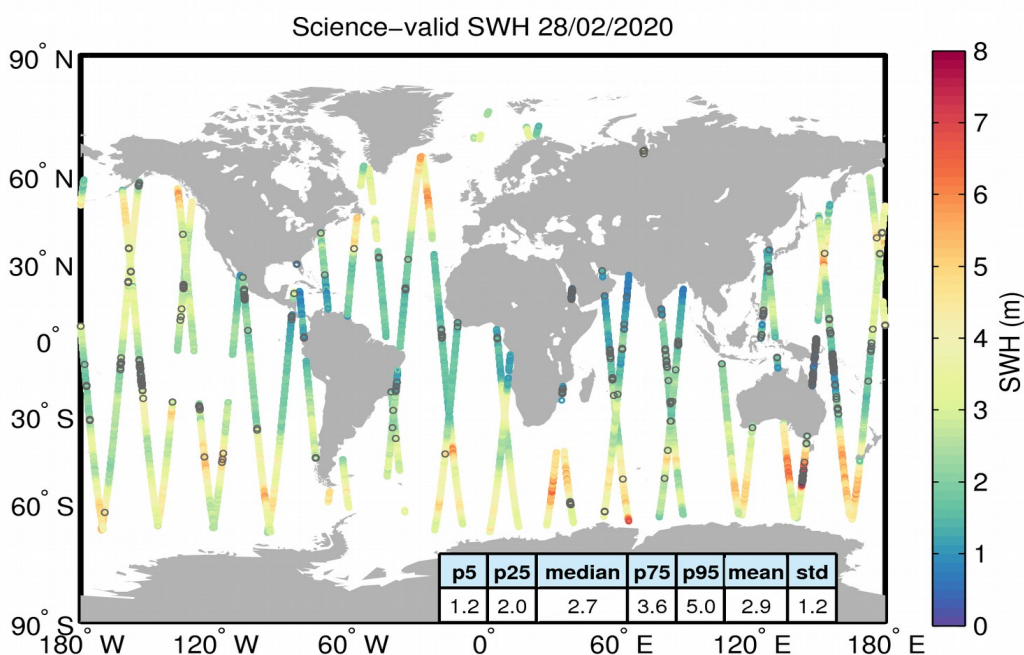 Science−valid SWH 28/02/2020
90° N
60° N
30° N
0°
30° S
60° S
90° S
180° W
120° W
60° W
0°
60° E
120° E
180° E
p5 p25 median p75 p95 mean std
1.2 2.0 2.7 3.6 5.0 2.9 1.2
8
7
6
5
4
3
2
1
0
SWH (m)